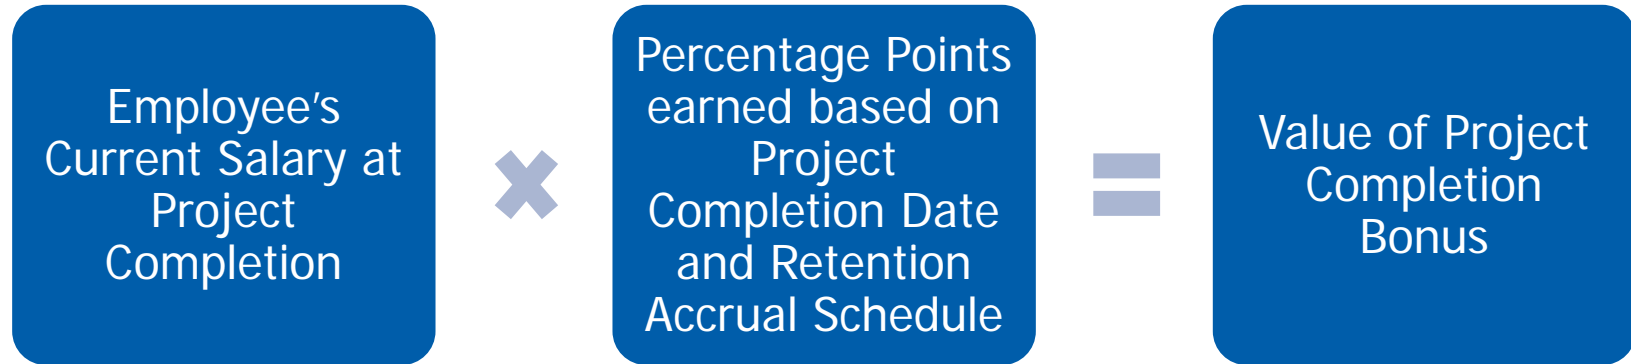 Employee's
Current Salary at
Project
Completion
×
Percentage Points
earned based on
Project
Completion Date
and Retention
Accrual Schedule
=
Value of Project
Completion
Bonus